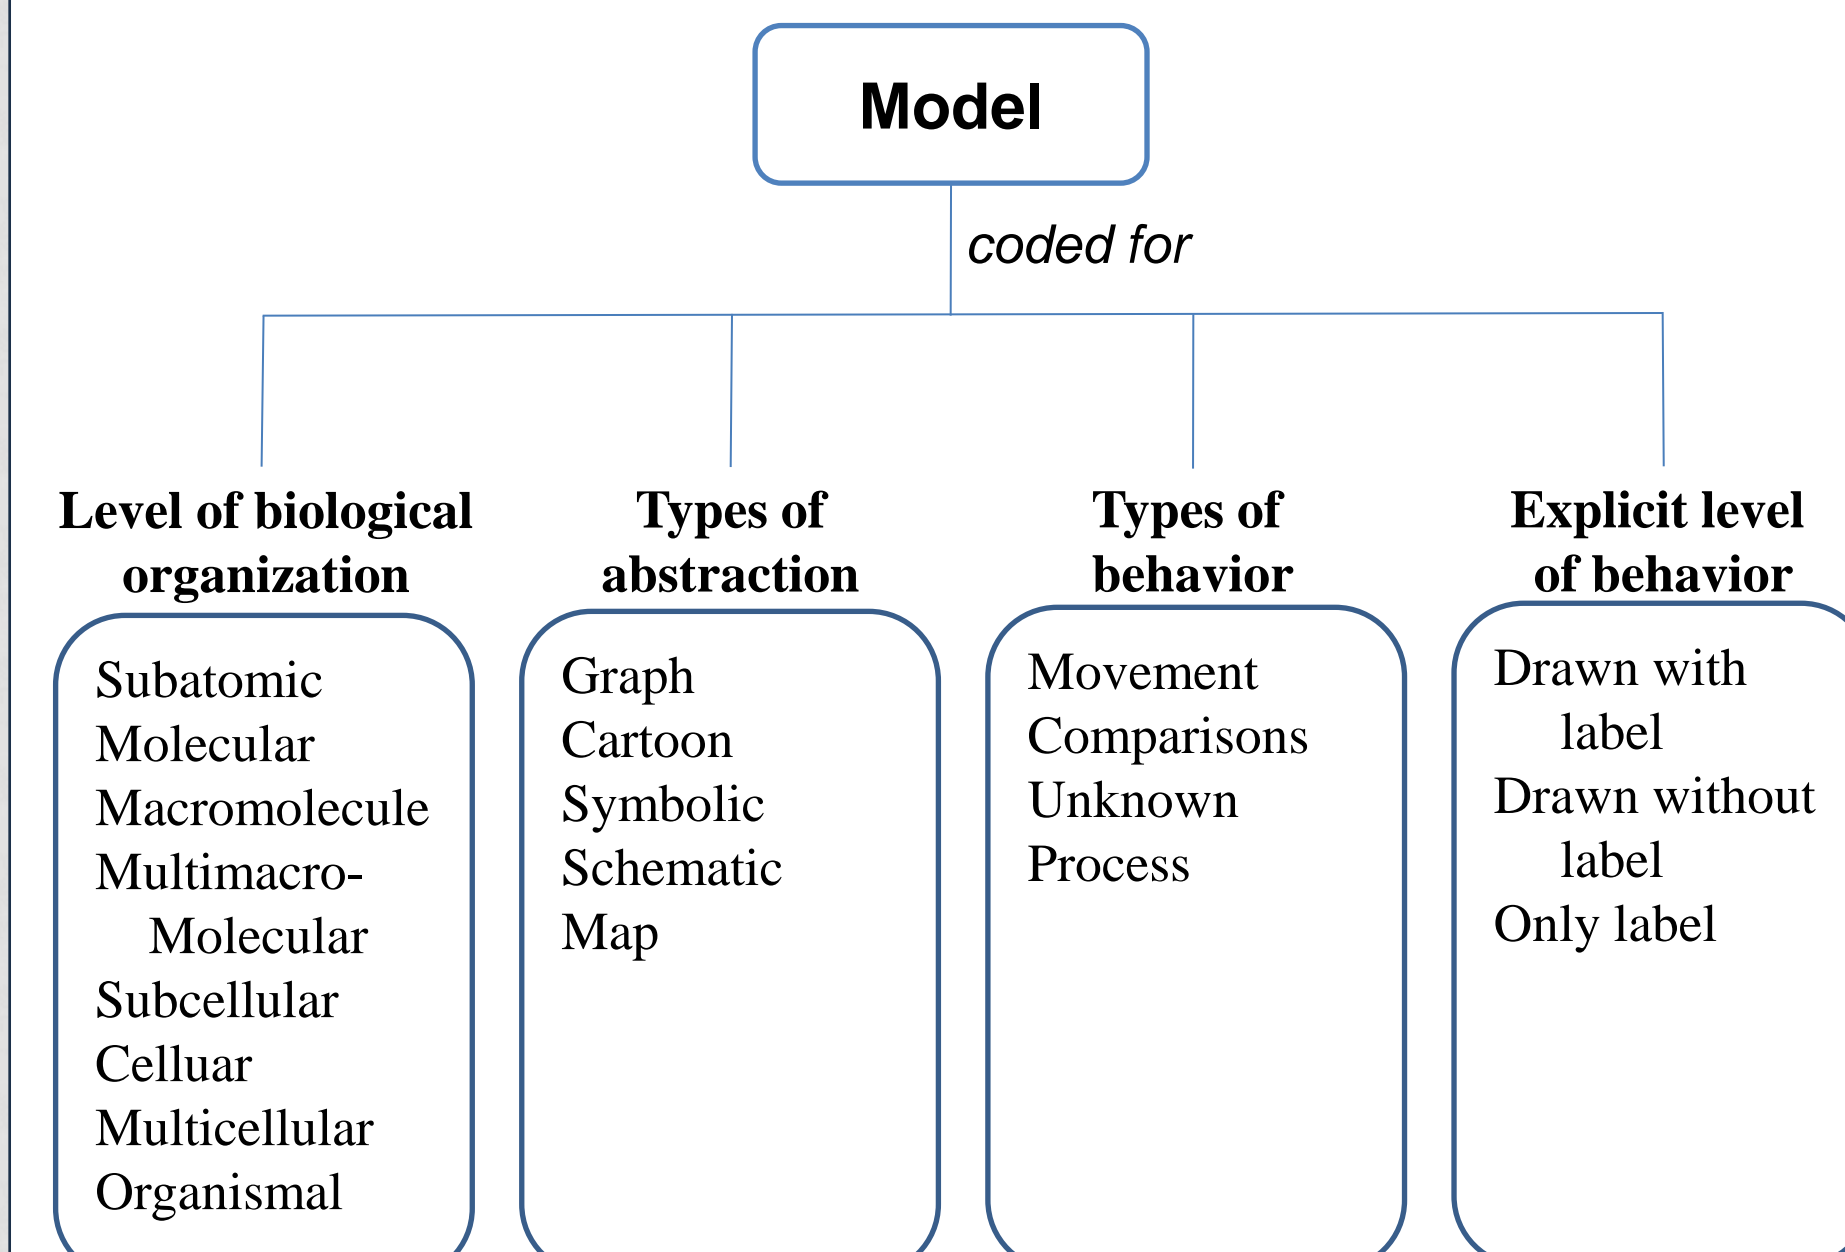 Model
coded for
Level of biological
organization
Subatomic
Molecular
Macromolecule
Multimacro-
Molecular
Subcellular
Celluar
Multicellular
Organismal
Types of
abstraction
Graph
Cartoon
Symbolic
Schematic
Map
Types of
behavior
Movement
Comparisons
Unknown
Process
Explicit level
of behavior
Drawn with
label
Drawn without
label
Only label